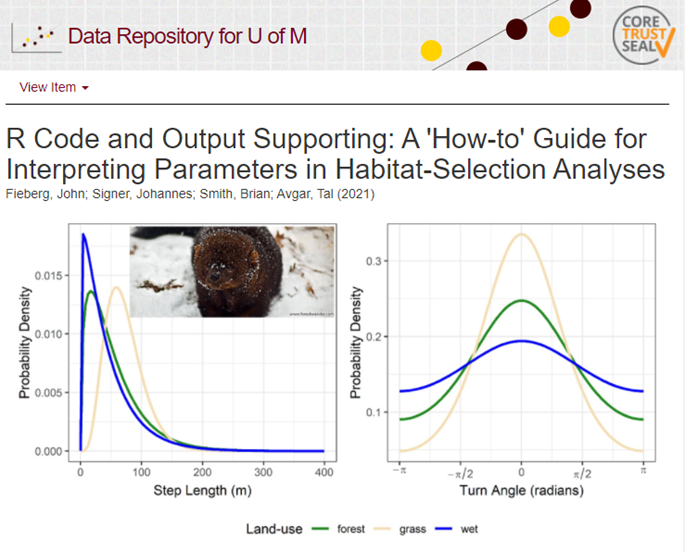 Data Repository for U of M
CORE
TRUST
SEAL
View Item
R Code and Output Supporting: A 'How-to' Guide for
Interpreting Parameters in Habitat-Selection Analyses
Fieberg, John; Signer, Johannes; Smith, Brian; Avgar, Tal (2021)
Probability Density
0.015
0.010
0.005
0.000
0
100
200
300
400
Step Length (m)
Probability Density
0.3
0.2
0.1
−π
−π/2
0
π/2
π
Turn Angle (radians)
Land-use forest grass wet